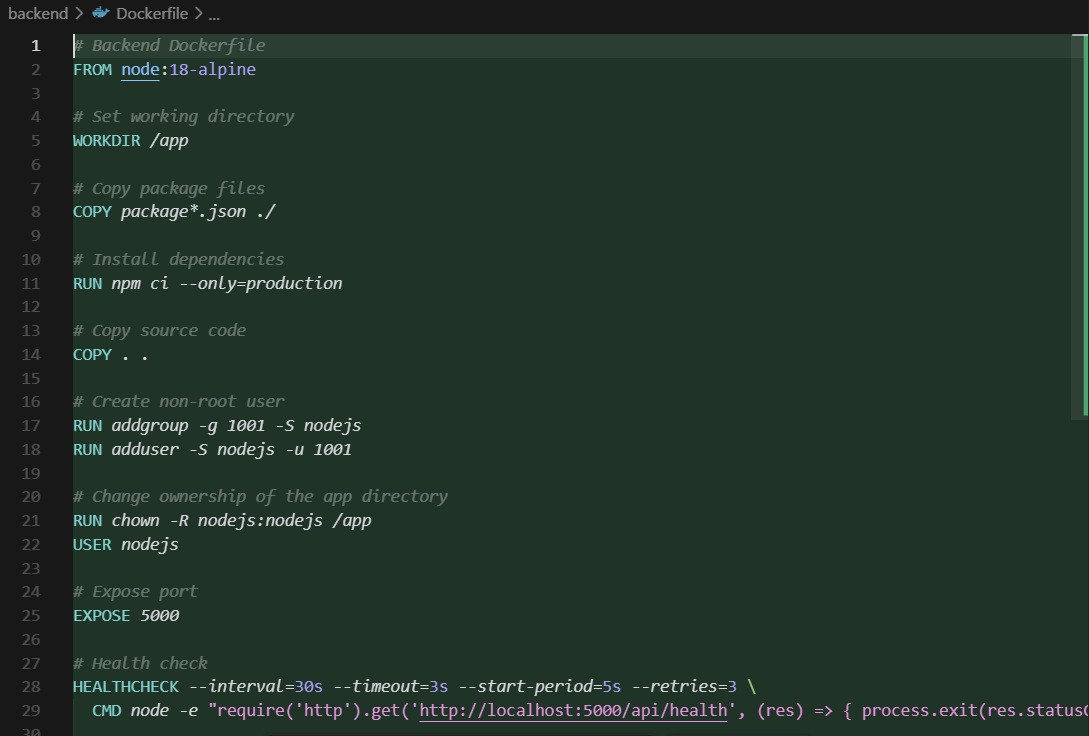 backend > Dockerfile > ...
1 # Backend Dockerfile
2 FROM node:18-alpine
3
4 # Set working directory
5 WORKDIR /app
6
7 # Copy package files
8 COPY package*.json ./
9
10 # Install dependencies
11 RUN npm ci --only=production
12
13 # Copy source code
14 COPY . .
15
16 # Create non-root user
17 RUN addgroup -g 1001 -S nodejs
18 RUN adduser -S nodejs -u 1001
19
20 # Change ownership of the app directory
21 RUN chown -R nodejs:nodejs /app
22 USER nodejs
23
24 # Expose port
25 EXPOSE 5000
26
27 # Health check
28 HEALTHCHECK --interval=30s --timeout=3s --start-period=5s --retries=3 \
29 CMD node -e "require('http').get('http://localhost:5000/api/health', (res) => { process.exit(res.status
30